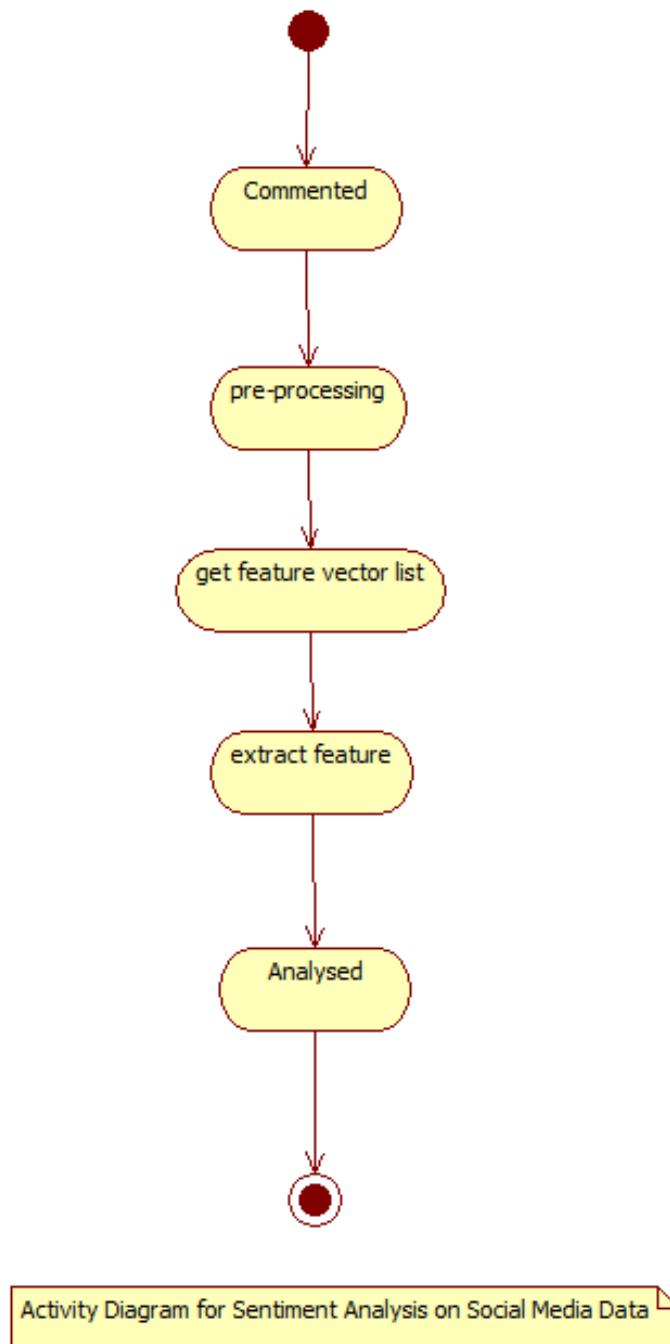 Commented
pre-processing
get feature vector list
extract feature
Analysed
Activity Diagram for Sentiment Analysis on Social Media Data